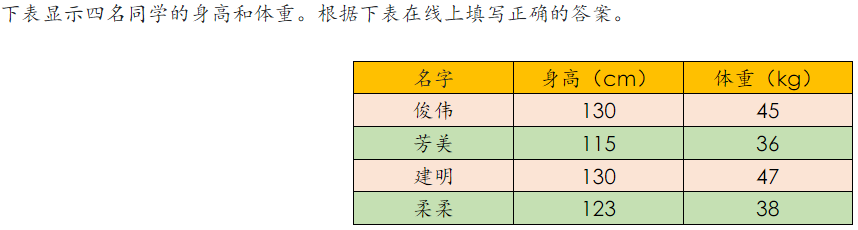 下表显示四名同学的身高和体重。根据下表在线上填写正确的答案。
名字 身高（cm） 体重（kg）
俊伟 130 45
芳美 115 36
建明 130 47
柔柔 123 38